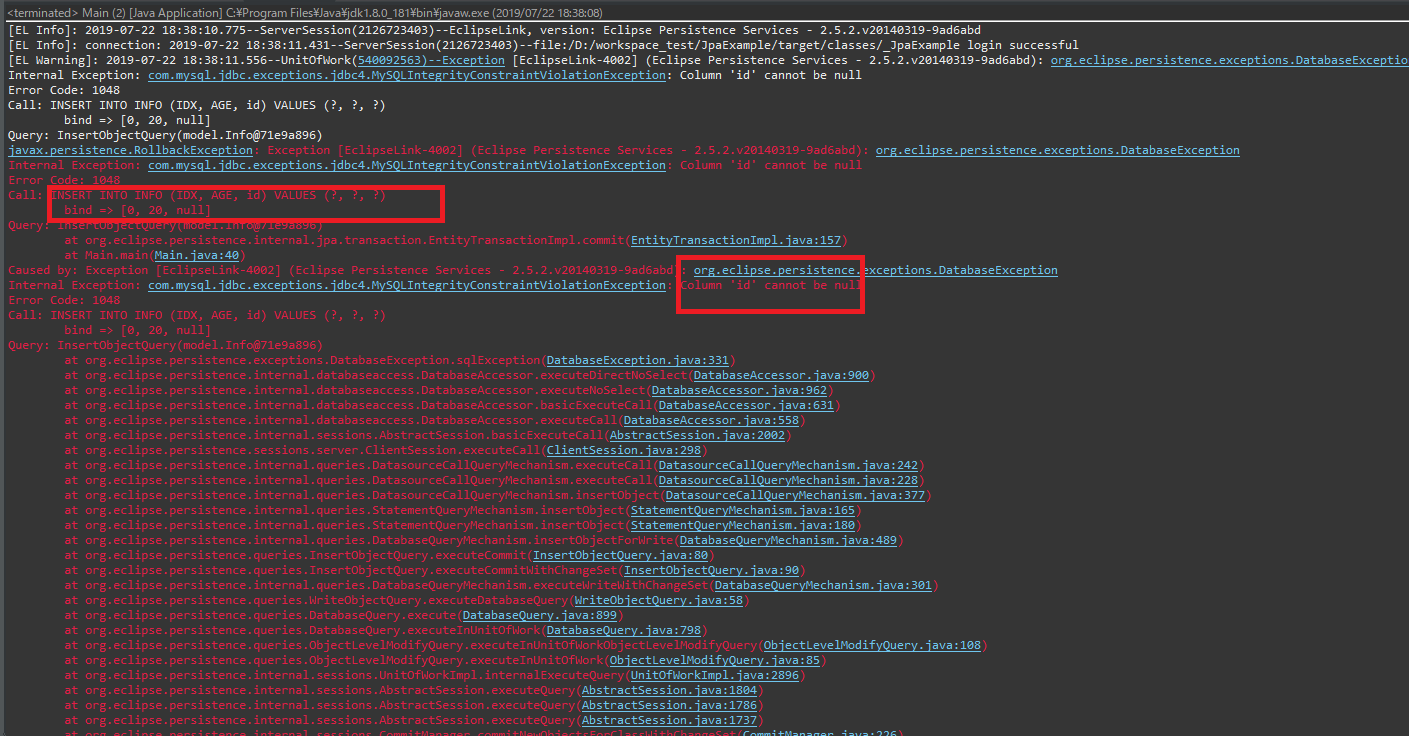 <terminated> Main (2) [Java Application] C:¥Program Files¥Java¥jdk1.8.0_181¥bin¥javaw.exe (2019/07/22 18:38:08)
[EL Info]: 2019-07-22 18:38:10.775--ServerSession(2126723403)--EclipseLink, version: Eclipse Persistence Services - 2.5.2.v20140319-9ad6abd
[EL Info]: connection: 2019-07-22 18:38:11.431--ServerSession(2126723403)--file:/D:/workspace_test/JpaExample/target/classes/_JpaExample login successful
[EL Warning]: 2019-07-22 18:38:11.556--UnitOfWork(540092563)--Exception [EclipseLink-4002] (Eclipse Persistence Services - 2.5.2.v20140319-9ad6abd): org.eclipse.persistence.exceptions.DatabaseExceptio
Internal Exception: com.mysql.jdbc.exceptions.jdbc4.MySQLIntegrityConstraintViolationException: Column 'id' cannot be null
Error Code: 1048
Call: INSERT INTO INFO (IDX, AGE, id) VALUES (?, ?, ?)
bind => [0, 20, null]
Query: InsertObjectQuery(model.Info@71e9a896)
javax.persistence.RollbackException: Exception [EclipseLink-4002] (Eclipse Persistence Services - 2.5.2.v20140319-9ad6abd): org.eclipse.persistence.exceptions.DatabaseException
Internal Exception: com.mysql.jdbc.exceptions.jdbc4.MySQLIntegrityConstraintViolationException: Column 'id' cannot be null
Error Code: 1048
Call: INSERT INTO INFO (IDX, AGE, id) VALUES (?, ?, ?)
bind => [0, 20, null]
Query: InsertObjectQuery(model.Info@71e9a896)
at org.eclipse.persistence.internal.jpa.transaction.EntityTransactionImpl.commit(EntityTransactionImpl.java:157)
at Main.main(Main.java:40)
Caused by: Exception [EclipseLink-4002] (Eclipse Persistence Services - 2.5.2.v20140319-9ad6abd): org.eclipse.persistence.exceptions.DatabaseException
Internal Exception: com.mysql.jdbc.exceptions.jdbc4.MySQLIntegrityConstraintViolationException: Column 'id' cannot be null
Error Code: 1048
Call: INSERT INTO INFO (IDX, AGE, id) VALUES (?, ?, ?)
bind => [0, 20, null]
Query: InsertObjectQuery(model.Info@71e9a896)
at org.eclipse.persistence.exceptions.DatabaseException.sqlException(DatabaseException.java:331)
at org.eclipse.persistence.internal.databaseaccess.DatabaseAccessor.executeDirectNoSelect(DatabaseAccessor.java:900)
at org.eclipse.persistence.internal.databaseaccess.DatabaseAccessor.executeNoSelect(DatabaseAccessor.java:962)
at org.eclipse.persistence.internal.databaseaccess.DatabaseAccessor.basicExecuteCall(DatabaseAccessor.java:631)
at org.eclipse.persistence.internal.databaseaccess.DatabaseAccessor.executeCall(DatabaseAccessor.java:558)
at org.eclipse.persistence.internal.sessions.AbstractSession.basicExecuteCall(AbstractSession.java:2002)
at org.eclipse.persistence.sessions.server.ClientSession.executeCall(ClientSession.java:298)
at org.eclipse.persistence.internal.queries.DatasourceCallQueryMechanism.executeCall(DatasourceCallQueryMechanism.java:242)
at org.eclipse.persistence.internal.queries.DatasourceCallQueryMechanism.executeCall(DatasourceCallQueryMechanism.java:228)
at org.eclipse.persistence.internal.queries.DatasourceCallQueryMechanism.insertObject(DatasourceCallQueryMechanism.java:377)
at org.eclipse.persistence.internal.queries.StatementQueryMechanism.insertObject(StatementQueryMechanism.java:165)
at org.eclipse.persistence.internal.queries.StatementQueryMechanism.insertObject(StatementQueryMechanism.java:180)
at org.eclipse.persistence.internal.queries.DatabaseQueryMechanism.insertObjectForWrite(DatabaseQueryMechanism.java:489)
at org.eclipse.persistence.queries.InsertObjectQuery.executeCommit(InsertObjectQuery.java:80)
at org.eclipse.persistence.queries.InsertObjectQuery.executeCommitWithChangeSet(InsertObjectQuery.java:90)
at org.eclipse.persistence.internal.queries.DatabaseQueryMechanism.executeWriteWithChangeSet(DatabaseQueryMechanism.java:301)
at org.eclipse.persistence.queries.WriteObjectQuery.executeDatabaseQuery(WriteObjectQuery.java:58)
at org.eclipse.persistence.queries.DatabaseQuery.execute(DatabaseQuery.java:899)
at org.eclipse.persistence.queries.DatabaseQuery.executeInUnitOfWork(DatabaseQuery.java:798)
at org.eclipse.persistence.queries.ObjectLevelModifyQuery.executeInUnitOfWorkObjectLevelModifyQuery(ObjectLevelModifyQuery.java:108)
at org.eclipse.persistence.queries.ObjectLevelModifyQuery.executeInUnitOfWork(ObjectLevelModifyQuery.java:85)
at org.eclipse.persistence.internal.sessions.UnitOfWorkImpl.internalExecuteQuery(UnitOfWorkImpl.java:2896)
at org.eclipse.persistence.internal.sessions.AbstractSession.executeQuery(AbstractSession.java:1804)
at org.eclipse.persistence.internal.sessions.AbstractSession.executeQuery(AbstractSession.java:1786)
at org.eclipse.persistence.internal.sessions.AbstractSession.executeQuery(AbstractSession.java:1737)
at org.eclipse.persistence.internal.sessions.CommitManager.commitNewObjectsForClassWithChangeSet(CommitManager.java:226)